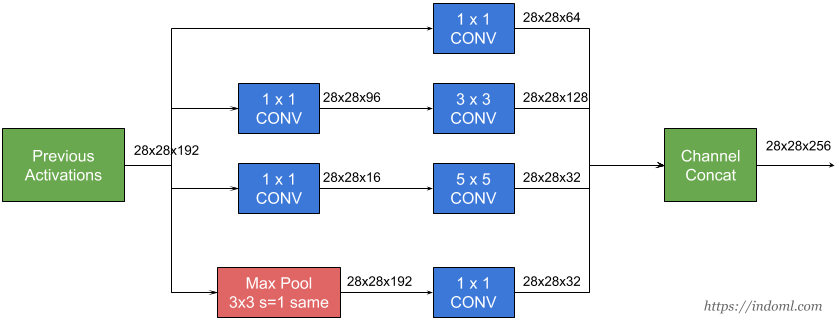 1 x 1
CONV
28x28x64
1 x 1
CONV
28x28x96
3 x 3
CONV
28x28x128
Previous
Activations
28x28x192
Channel
Concat
28x28x256
1 x 1
CONV
28x28x16
5 x 5
CONV
28x28x32
Max Pool
3x3 s=1 same
28x28x192
1 x 1
CONV
28x28x32
https://indoml.com